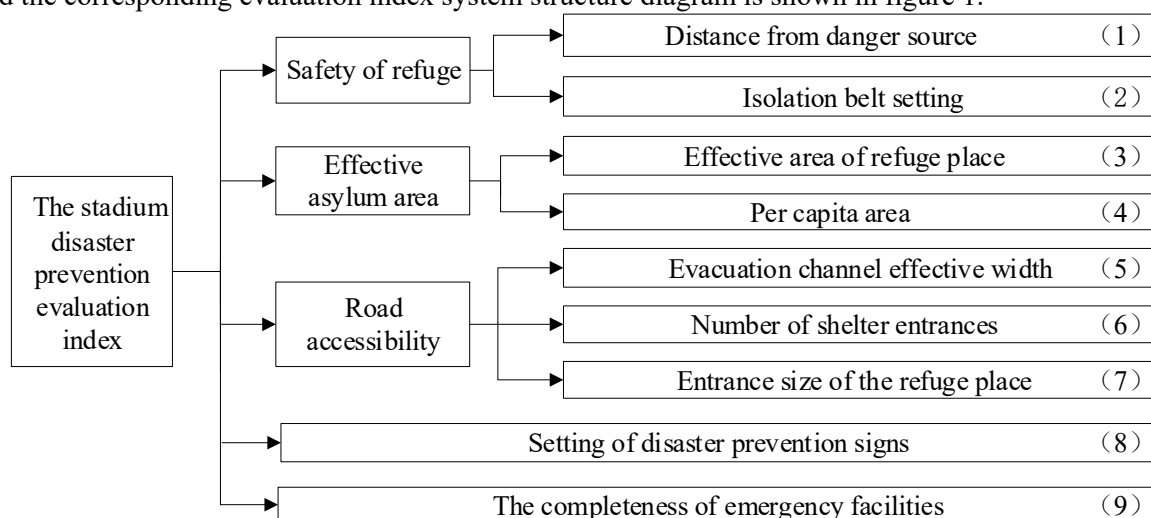 d the corresponding evaluation index system structure diagram is shown in figure 1.
Distance from danger source （1）
Safety of refuge
Isolation belt setting （2）
Effective area of refuge place （3）
Effective
asylum area
Per capita area （4）
The stadium
disaster
prevention
evaluation
index
Evacuation channel effective width （5）
Road
accessibility
Number of shelter entrances （6）
Entrance size of the refuge place （7）
Setting of disaster prevention signs （8）
The completeness of emergency facilities （9）